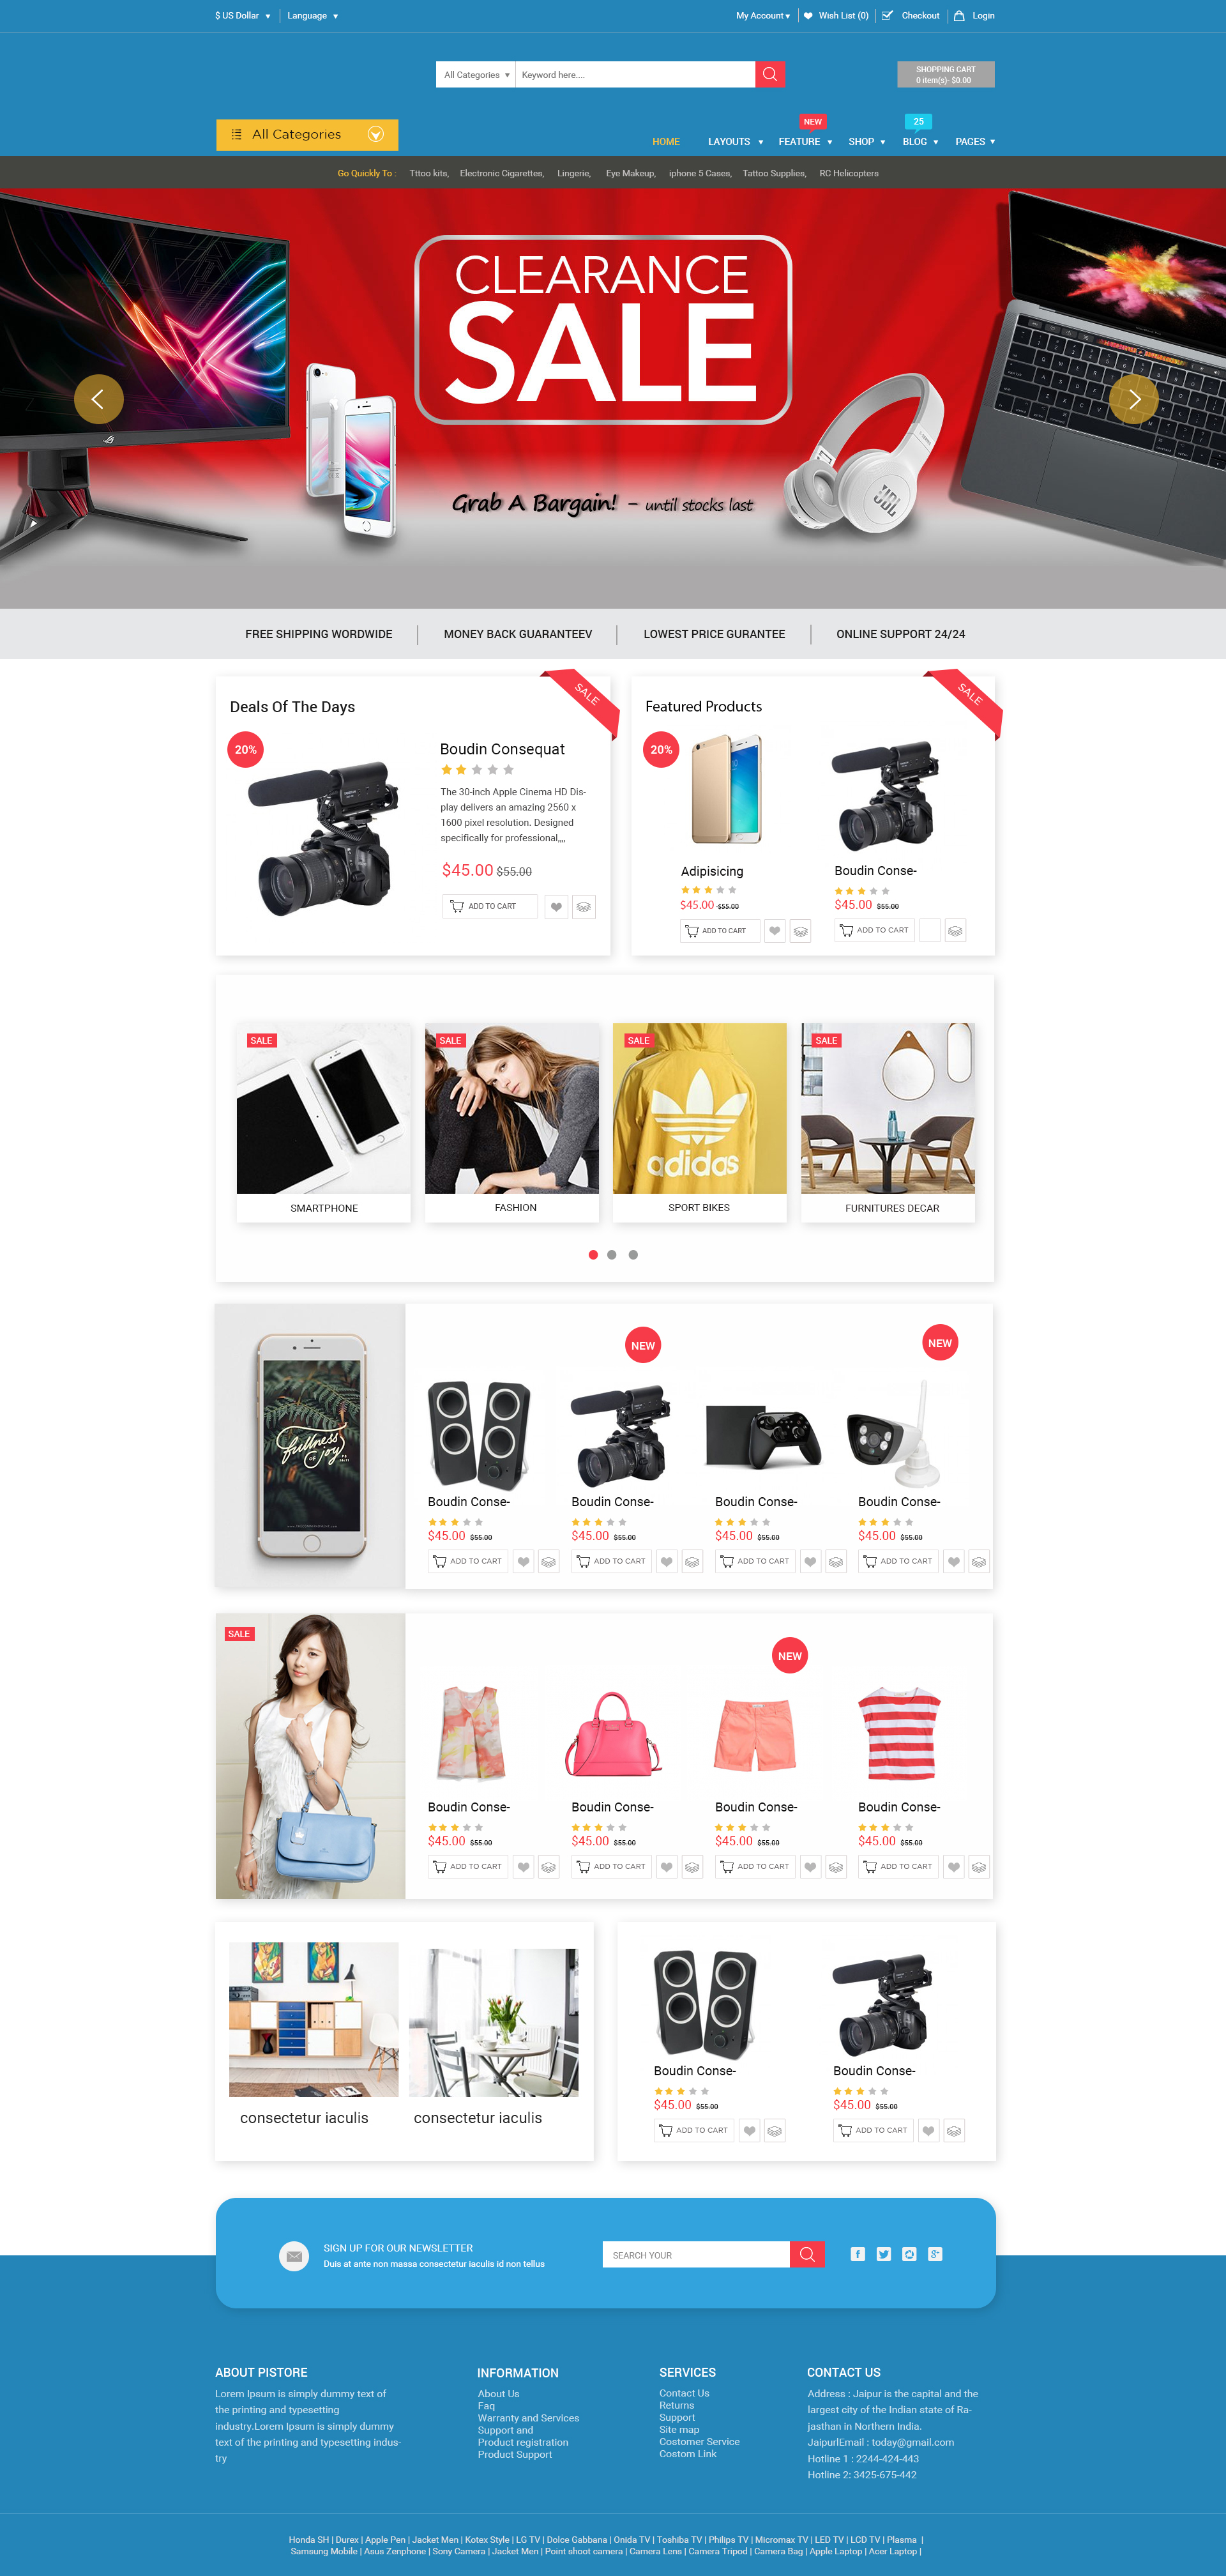 $ US Dollar Language My Account Wish List (0) Checkout Login
All Categories Keyword here.... SHOPPING CART
0 item(s)- $0.00
NEW 25
All Categories HOME LAYOUTS FEATURE SHOP BLOG PAGES
Go Quickly To : Tttoo kits, Electronic Cigarettes, Lingerie, Eye Makeup, iphone 5 Cases, Tattoo Supplies, RC Helicopters
CLEARANCE
SALE
JBL
Grab A Bargain! – until stocks last
FREE SHIPPING WORDWIDE MONEY BACK GUARANTEEV LOWEST PRICE GURANTEE ONLINE SUPPORT 24/24
SALE
Deals Of The Days
20%
Boudin Consequat
The 30-inch Apple Cinema HD Dis-
play delivers an amazing 2560 x
1600 pixel resolution. Designed
specifically for professional,,,,
$45.00 $55.00
ADD TO CART
SALE
Featured Products
20%
Adipisicing
$45.00 $55.00
ADD TO CART
Boudin Conse-
$45.00 $55.00
ADD TO CART
SALE SALE SALE SALE
adidas
SMARTPHONE FASHION SPORT BIKES FURNITURES DECAR
fullness
OF joy
NEW NEW
Boudin Conse- Boudin Conse- Boudin Conse- Boudin Conse-
$45.00 $55.00 $45.00 $55.00 $45.00 $55.00 $45.00 $55.00
ADD TO CART ADD TO CART ADD TO CART ADD TO CART
SALE
NEW
Boudin Conse- Boudin Conse- Boudin Conse- Boudin Conse-
$45.00 $55.00 $45.00 $55.00 $45.00 $55.00 $45.00 $55.00
ADD TO CART ADD TO CART ADD TO CART ADD TO CART
consectetur iaculis consectetur iaculis
Boudin Conse- Boudin Conse-
$45.00 $55.00 $45.00 $55.00
ADD TO CART ADD TO CART
SIGN UP FOR OUR NEWSLETTER
Duis at ante non massa consectetur iaculis id non tellus
SEARCH YOUR
ABOUT PISTORE
Lorem Ipsum is simply dummy text of
the printing and typesetting
industry.Lorem Ipsum is simply dummy
text of the printing and typesetting indus-
try
INFORMATION
About Us
Faq
Warranty and Services
Support and
Product registration
Product Support
SERVICES
Contact Us
Returns
Support
Site map
Costomer Service
Costom Link
CONTACT US
Address : Jaipur is the capital and the
largest city of the Indian state of Ra-
jasthan in Northern India.
JaipurlEmail : today@gmail.com
Hotline 1 : 2244-424-443
Hotline 2: 3425-675-442
Honda SH | Durex | Apple Pen | Jacket Men | Kotex Style | LG TV | Dolce Gabbana | Onida TV | Toshiba TV | Philips TV | Micromax TV | LED TV | LCD TV | Plasma |
Samsung Mobile | Asus Zenphone | Sony Camera | Jacket Men | Point shoot camera | Camera Lens | Camera Tripod | Camera Bag | Apple Laptop | Acer Laptop |